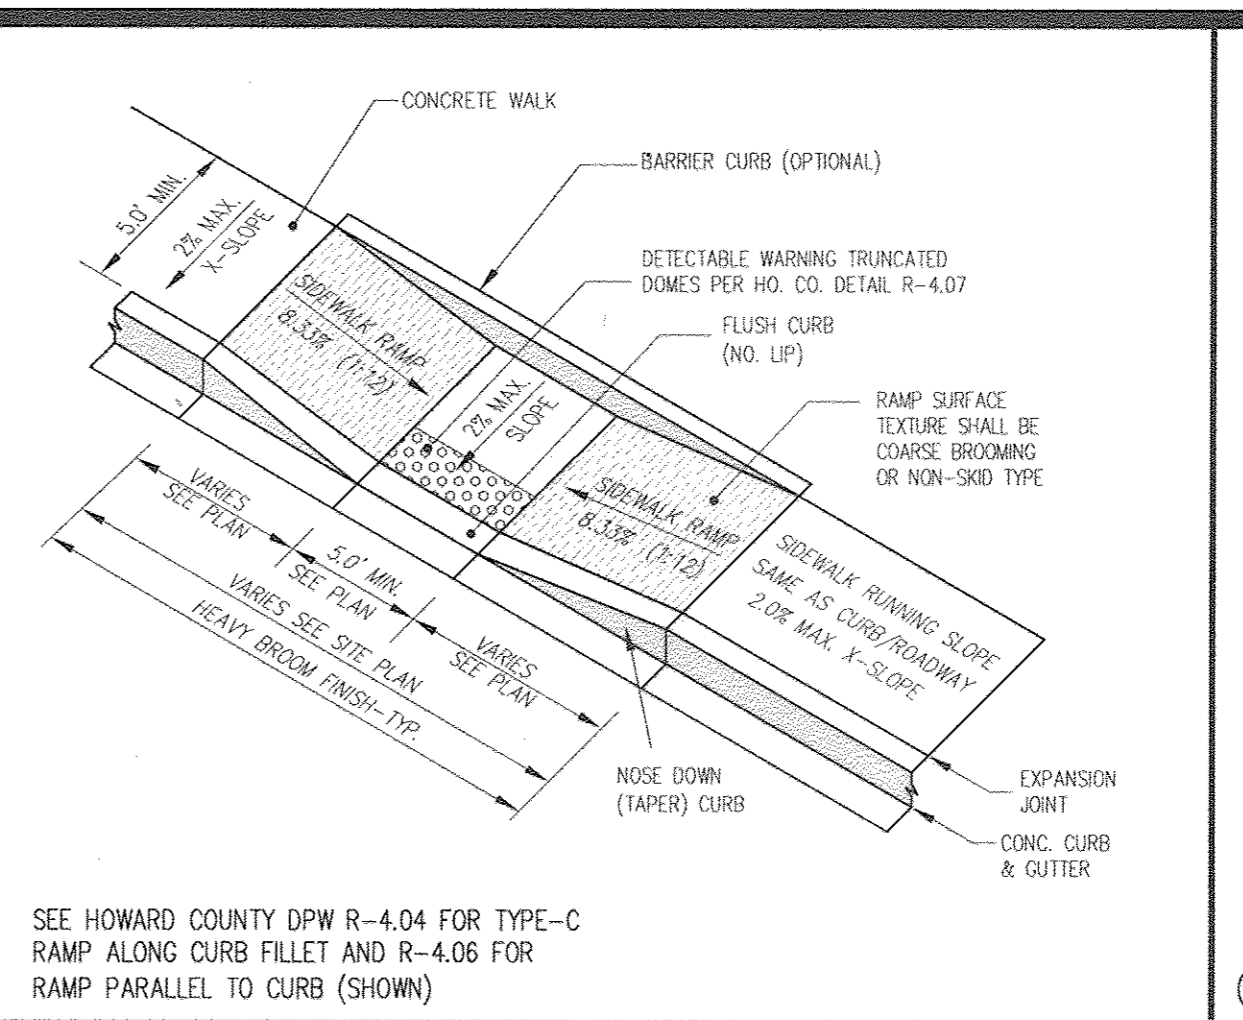 CONCRETE WALK
BARRIER CURB (OPTIONAL)
5.0' MIN.
2% MAX.
X-SLOPE
DETECTABLE WARNING TRUNCATED
DOMES PER HO. CO. DETAIL R-4.07
FLUSH CURB
(NO. LIP)
SIDEWALK RAMP
8.33% (1:12)
2% MAX.
SLOPE
RAMP SURFACE
TEXTURE SHALL BE
COARSE BROOMING
OR NON-SKID TYPE
SIDEWALK RAMP
8.33% (1:12)
SIDEWALK RUNNING SLOPE
SAME AS CURB/ROADWAY
2.0% MAX. X-SLOPE
VARIES
SEE PLAN
5.0' MIN.
SEE PLAN
VARIES
SEE PLAN
VARIES SEE SITE PLAN
HEAVY BROOM FINISH-TYP.
NOSE DOWN
(TAPER) CURB
EXPANSION
JOINT
CONC. CURB
& GUTTER
SEE HOWARD COUNTY DPW R-4.04 FOR TYPE-C
RAMP ALONG CURB FILLET AND R-4.06 FOR
RAMP PARALLEL TO CURB (SHOWN)